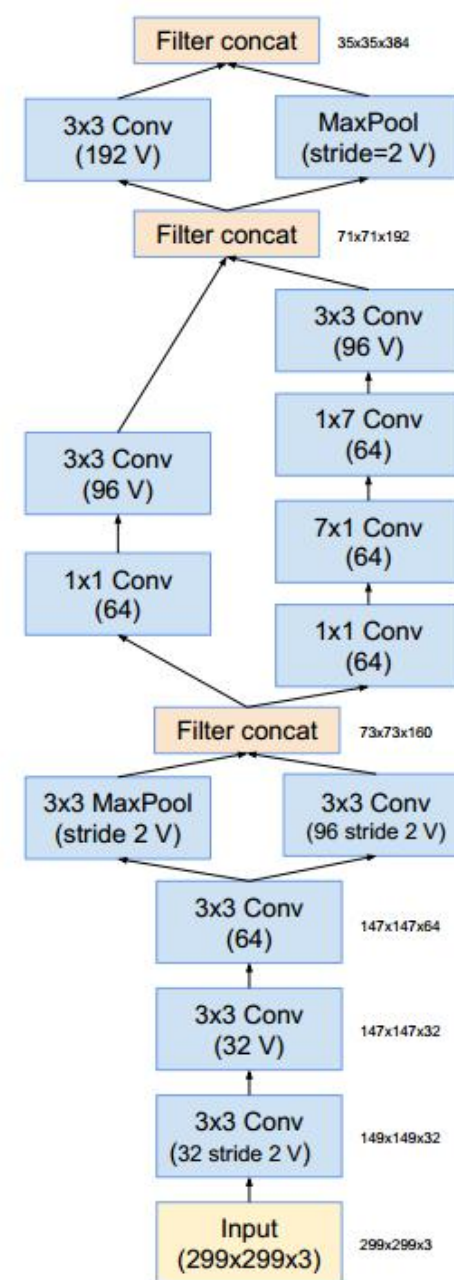 Filter concat
35x35x384
3x3 Conv
(192 V)
MaxPool
(stride=2 V)
Filter concat
71x71x192
3x3 Conv
(96 V)
1x7 Conv
(64)
3x3 Conv
(96 V)
7x1 Conv
(64)
1x1 Conv
(64)
1x1 Conv
(64)
Filter concat
73x73x160
3x3 MaxPool
(stride 2 V)
3x3 Conv
(96 stride 2 V)
3x3 Conv
(64)
147x147x64
3x3 Conv
(32 V)
147x147x32
3x3 Conv
(32 stride 2 V)
149x149x32
Input
(299x299x3)
299x299x3